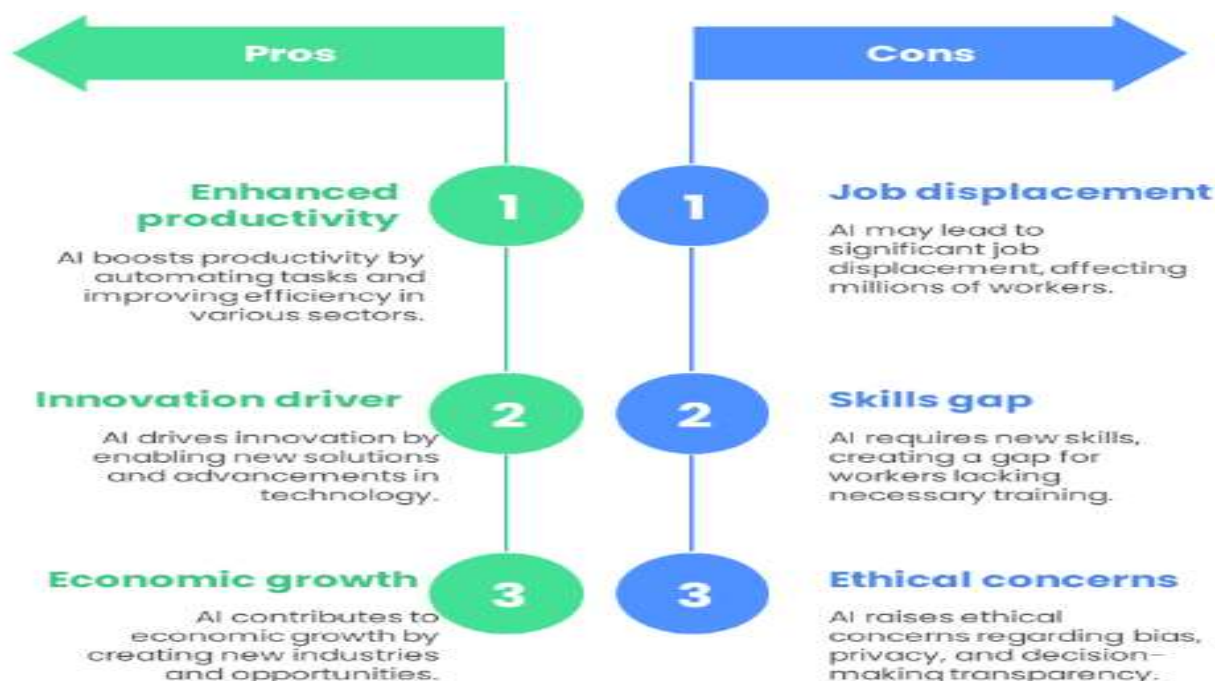 Pros
Enhanced
productivity
1
AI boosts productivity by
automating tasks and
improving efficiency in
various sectors.
Innovation driver
2
AI drives innovation by
enabling new solutions
and advancements in
technology.
Economic growth
3
AI contributes to
economic growth by
creating new industries
and opportunities.
Cons
1
Job displacement
AI may lead to
significant job
displacement, affecting
millions of workers.
2
Skills gap
AI requires new skills,
creating a gap for
workers lacking
necessary training.
3
Ethical concerns
AI raises ethical
concerns regarding bias,
privacy, and decision-
making transparency.